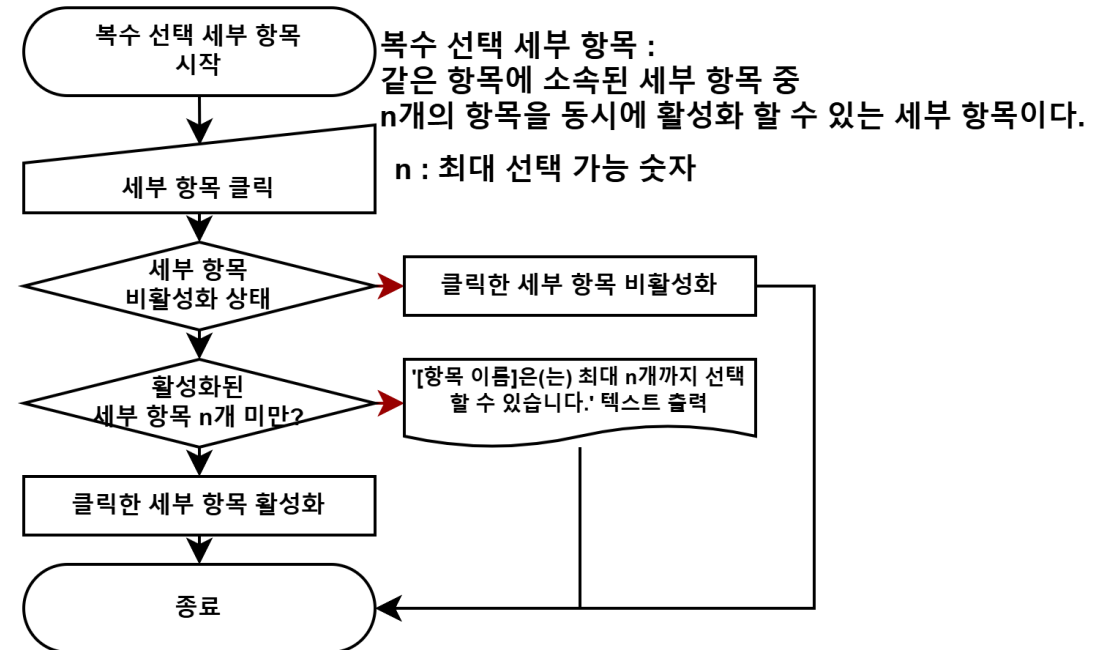 복수 선택 세부 항목
시작
복수 선택 세부 항목 :
같은 항목에 소속된 세부 항목 중
n개의 항목을 동시에 활성화 할 수 있는 세부 항목이다.
n : 최대 선택 가능 숫자
세부 항목 클릭
세부 항목
비활성화 상태
클릭한 세부 항목 비활성화
활성화된
세부 항목 n개 미만?
'[항목 이름]은(는) 최대 n개까지 선택
할 수 있습니다.' 텍스트 출력
클릭한 세부 항목 활성화
종료